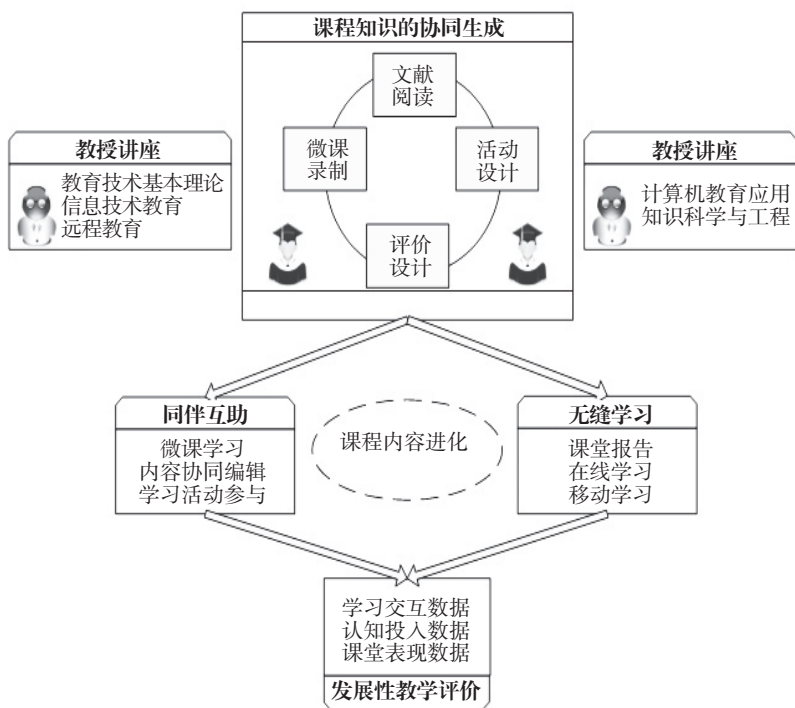 课程知识的协同生成
文献
阅读
微课
录制
活动
设计
评价
设计
教授讲座
教育技术基本理论
信息技术教育
远程教育
教授讲座
计算机教育应用
知识科学与工程
同伴互助
微课学习
内容协同编辑
学习活动参与
课程内容进化
无缝学习
课堂报告
在线学习
移动学习
学习交互数据
认知投入数据
课堂表现数据
发展性教学评价